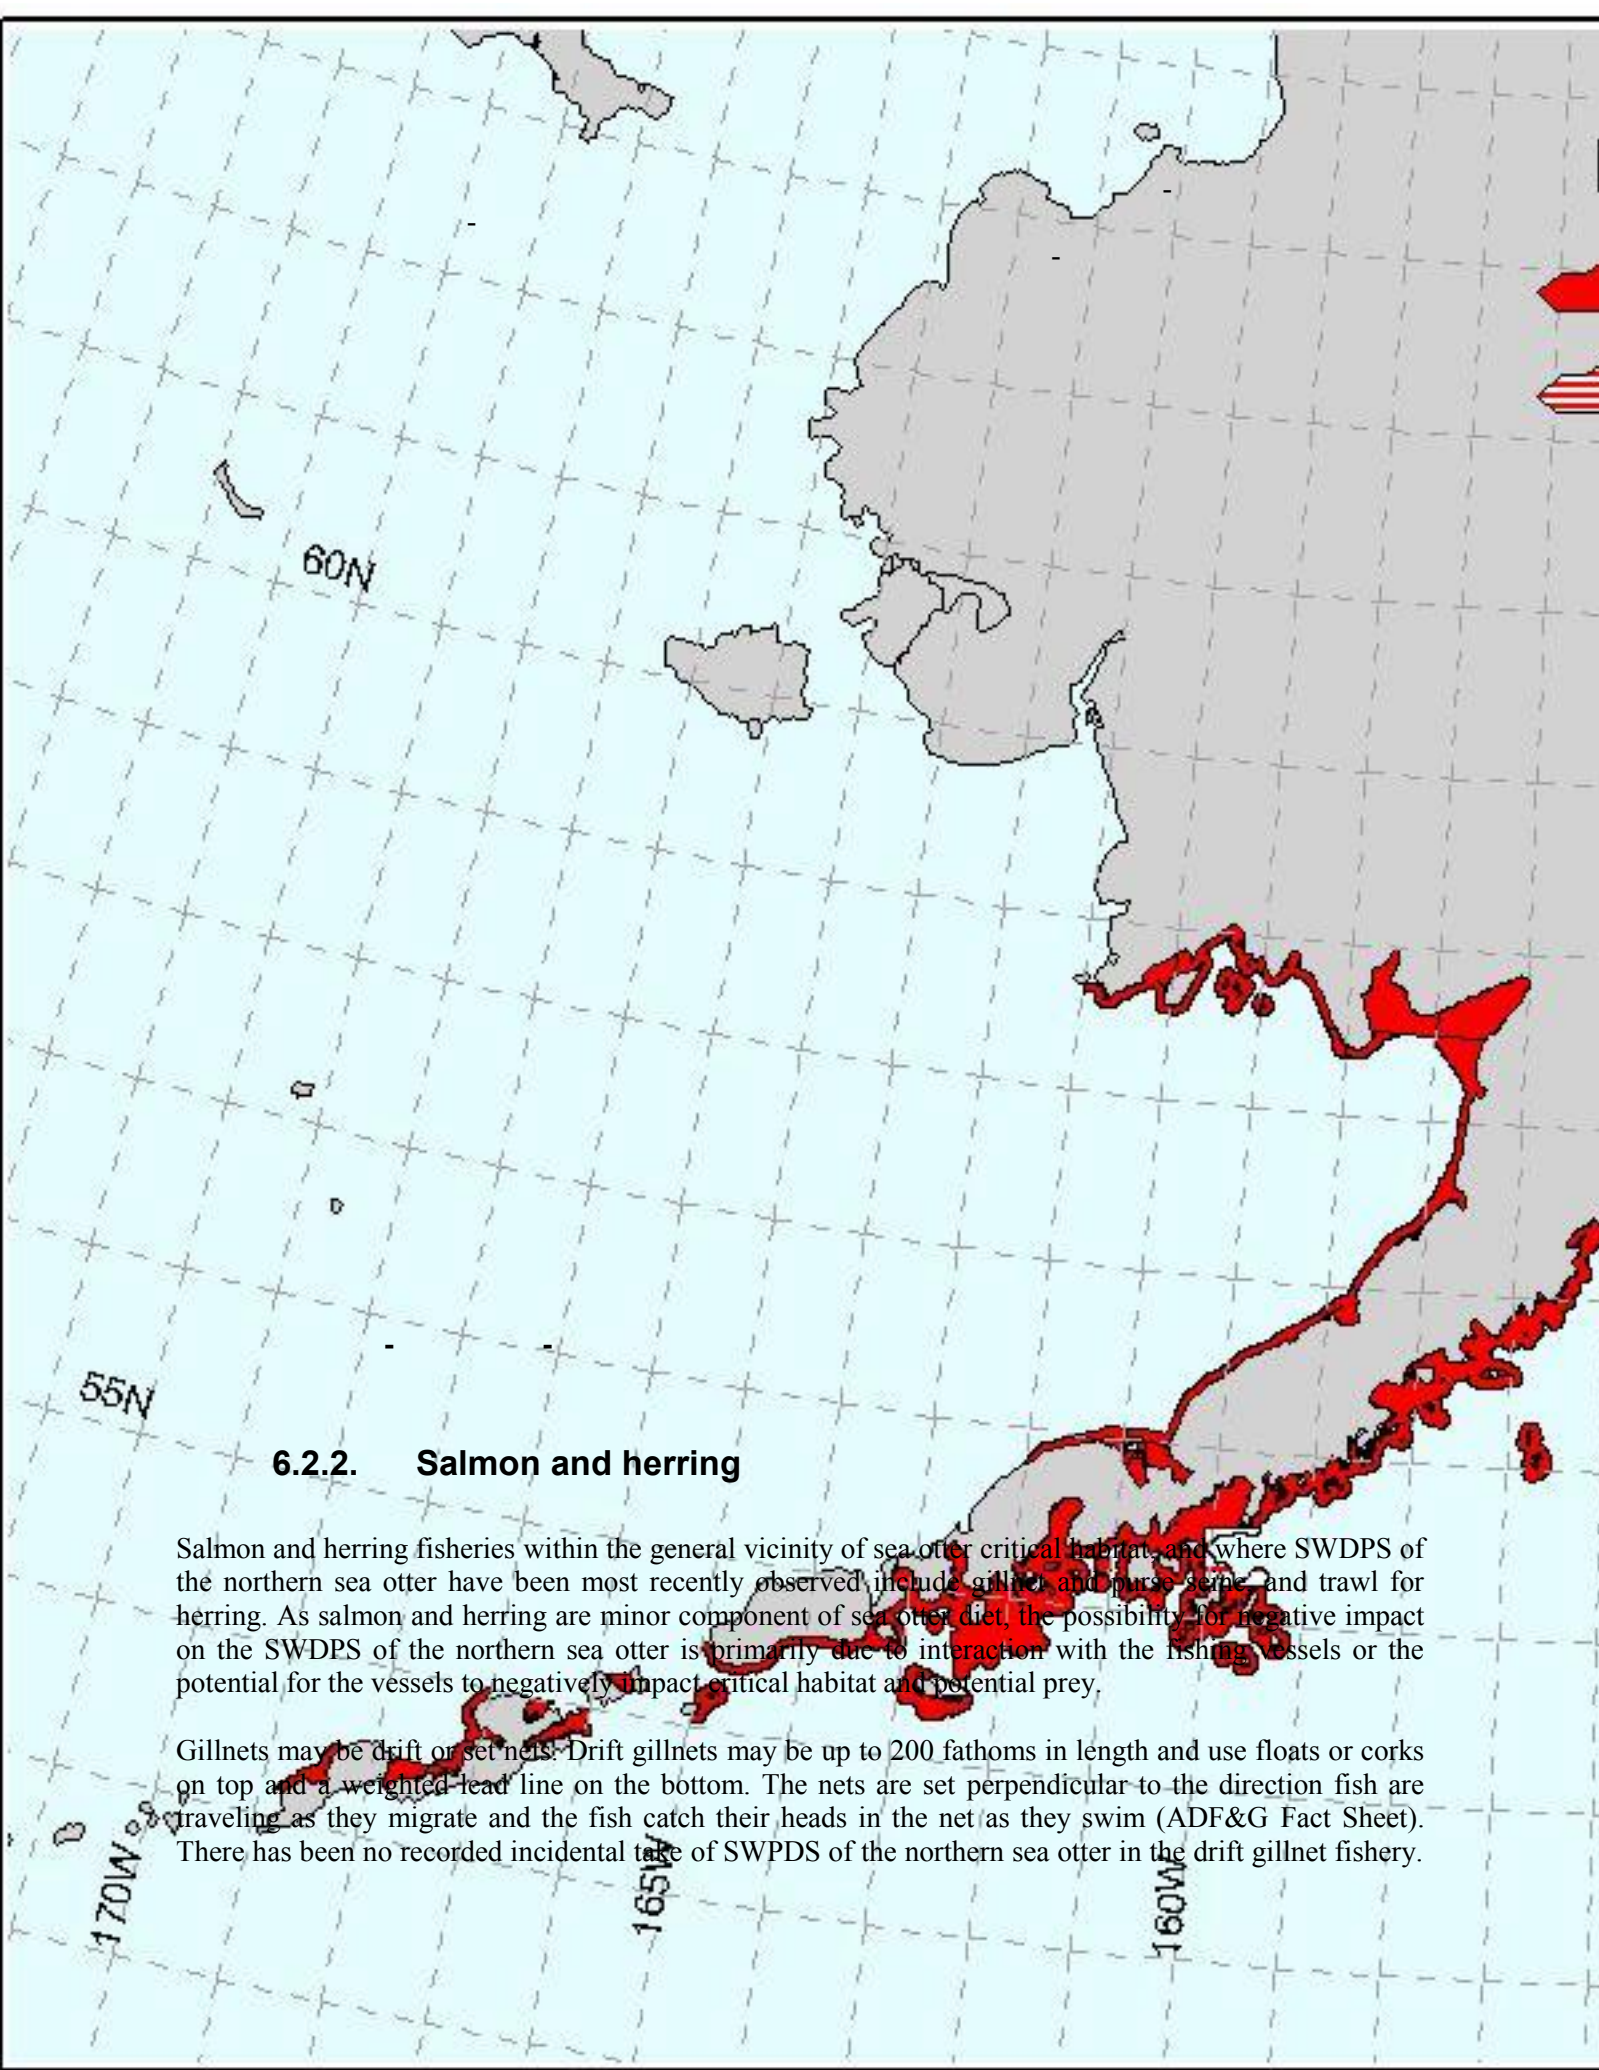 60N
55N
6.2.2. Salmon and herring
Salmon and herring fisheries within the general vicinity of sea otter critical habitat, and where SWDPS of
the northern sea otter have been most recently observed include gillnet and purse seine, and trawl for
herring. As salmon and herring are minor component of sea otter diet, the possibility for negative impact
on the SWDPS of the northern sea otter is primarily due to interaction with the fishing vessels or the
potential for the vessels to negatively impact critical habitat and potential prey.
Gillnets may be drift or set nets. Drift gillnets may be up to 200 fathoms in length and use floats or corks
on top and a weighted lead line on the bottom. The nets are set perpendicular to the direction fish are
traveling as they migrate and the fish catch their heads in the net as they swim (ADF&G Fact Sheet).
There has been no recorded incidental take of SWPDS of the northern sea otter in the drift gillnet fishery.
170W
165W
160W